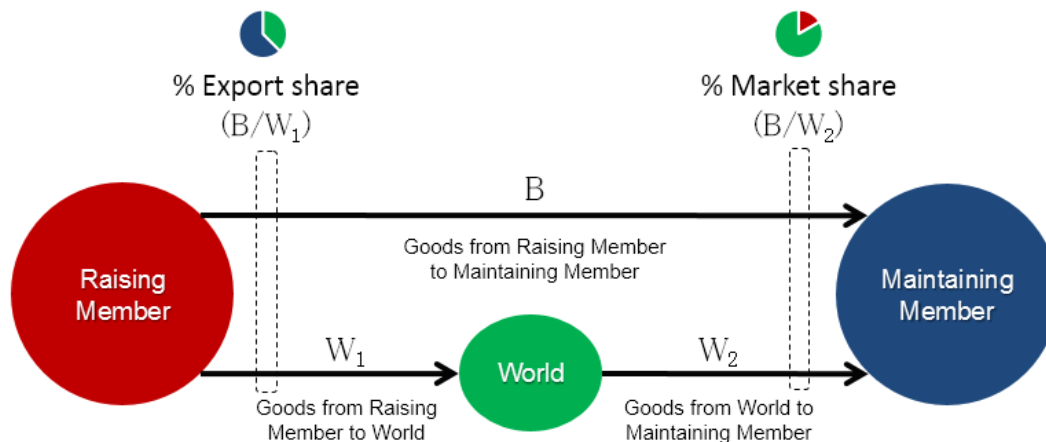 % Export share
(B/W₁)
% Market share
(B/W₂)
B
Goods from Raising Member
to Maintaining Member
Raising
Member
Maintaining
Member
W₁
World
W₂
Goods from Raising
Member to World
Goods from World to
Maintaining Member